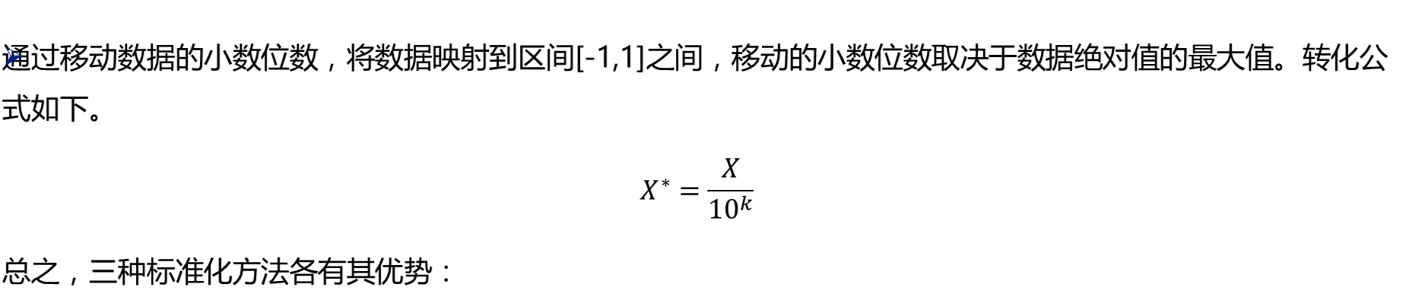 通过移动数据的小数位数，将数据映射到区间[-1,1]之间，移动的小数位数取决于数据绝对值的最大值。转化公
式如下。
X* = X / 10^k
总之，三种标准化方法各有其优势：